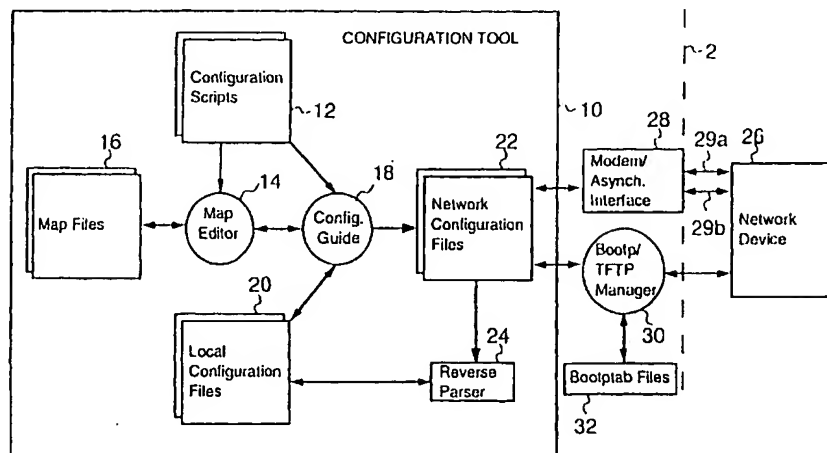 CONFIGURATION TOOL
2
Configuration
Scripts
12
10
16
28
29a
26
22
14
18
Map Files
Map
Editor
Config.
Guide
Network
Configuration
Files
Modem/
Asynch.
Interface
29b
Network
Device
Bootp/
TFTP
Manager
20
30
Local
Configuration
Files
24
Reverse
Parser
Bootptab Files
32